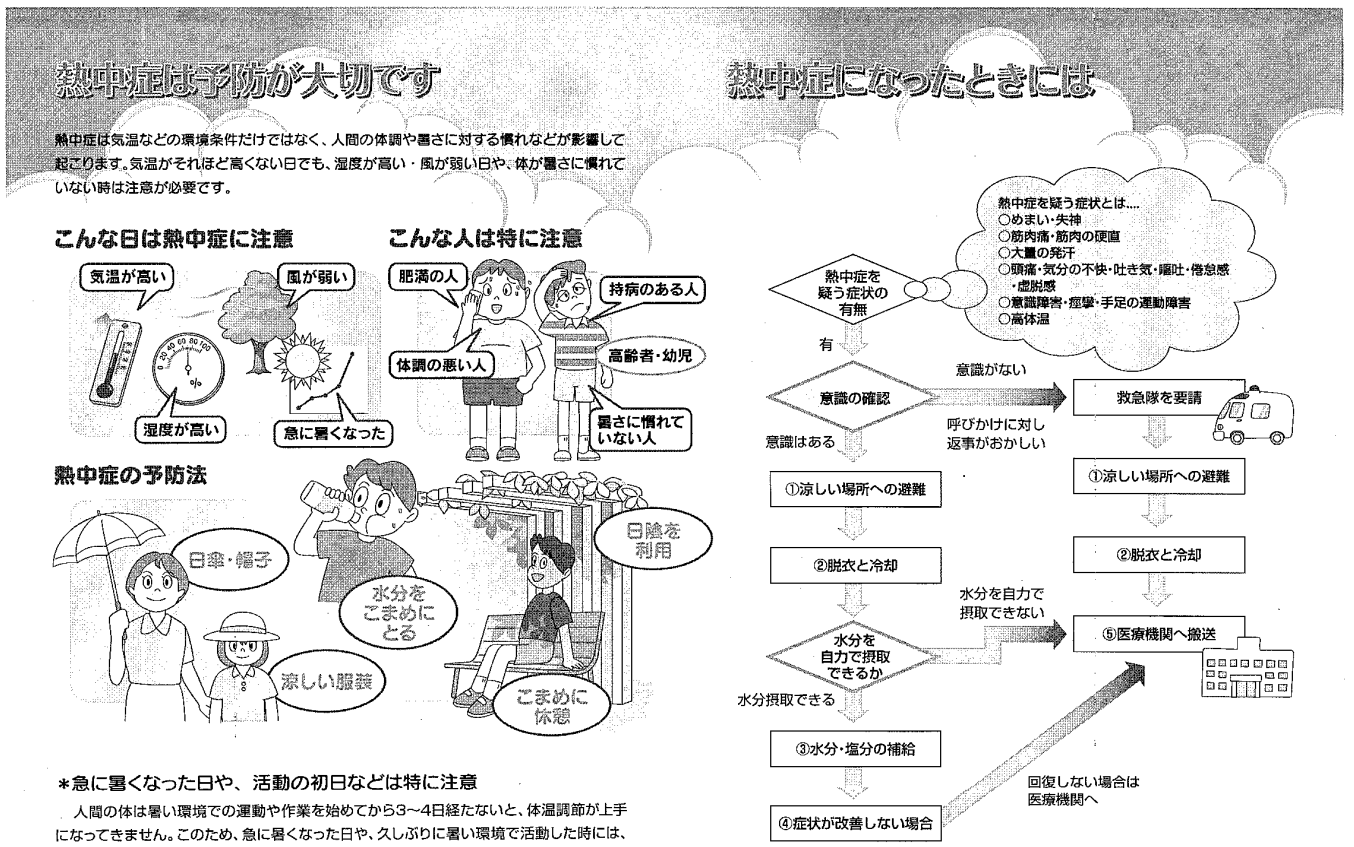 熱中症は予防が大切です
熱中症は気温などの環境条件だけではなく、人間の体調や暑さに対する慣れなどが影響して
起こります。気温がそれほど高くない日でも、湿度が高い・風が弱い日や、体が暑さに慣れて
いない時は注意が必要です。
こんな日は熱中症に注意
気温が高い
風が弱い
0 20 40 60 80 100
%
湿度が高い
急に暑くなった
こんな人は特に注意
肥満の人
持病のある人
体調の悪い人
高齢者・幼児
暑さに慣れて
いない人
熱中症の予防法
日傘・帽子
水分を
こまめに
とる
日陰を
利用
涼しい服装
こまめに
休憩
*急に暑くなった日や、活動の初日などは特に注意
人間の体は暑い環境での運動や作業を始めてから3〜4日経たないと、体温調節が上手
になってきません。このため、急に暑くなった日や、久しぶりに暑い環境で活動した時には、
熱中症になったときには
熱中症を疑う症状とは....
○めまい・失神
○筋肉痛・筋肉の硬直
○大量の発汗
○頭痛・気分の不快・吐き気・嘔吐・倦怠感
・虚脱感
○意識障害・痙攣・手足の運動障害
○高体温
熱中症を
疑う症状の
有無
有
意識の確認
意識がない
呼びかけに対し
返事がおかしい
救急隊を要請
意識はある
①涼しい場所への避難
①涼しい場所への避難
②脱衣と冷却
②脱衣と冷却
水分を自力で
摂取できない
水分を
自力で摂取
できるか
⑤医療機関へ搬送
水分摂取できる
③水分・塩分の補給
回復しない場合は
医療機関へ
④症状が改善しない場合